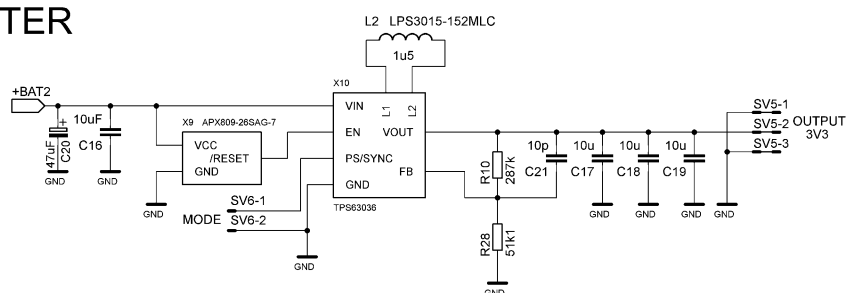 TER
L2 LPS3015-152MLC
1u5
X10
+BAT2
VIN
L1
L2
47uF
C20
+
10uF
C16
X9 APX809-26SAG-7
EN
VOUT
VCC
/RESET
GND
PS/SYNC
FB
GND
TPS63036
SV6-1
MODE SV6-2
R10
287k
10p
C21
10u
C17
10u
C18
10u
C19
SV5-1
SV5-2 OUTPUT
SV5-3 3V3
R28
51k1
GND
GND
GND
GND
GND
GND
GND
GND
GND